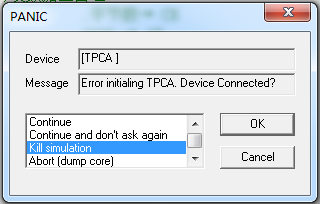 PANIC
Device [TPCA ]
Message Error initialing TPCA. Device Connected?
Continue
Continue and don't ask again
Kill simulation
Abort (dump core)
OK
Cancel